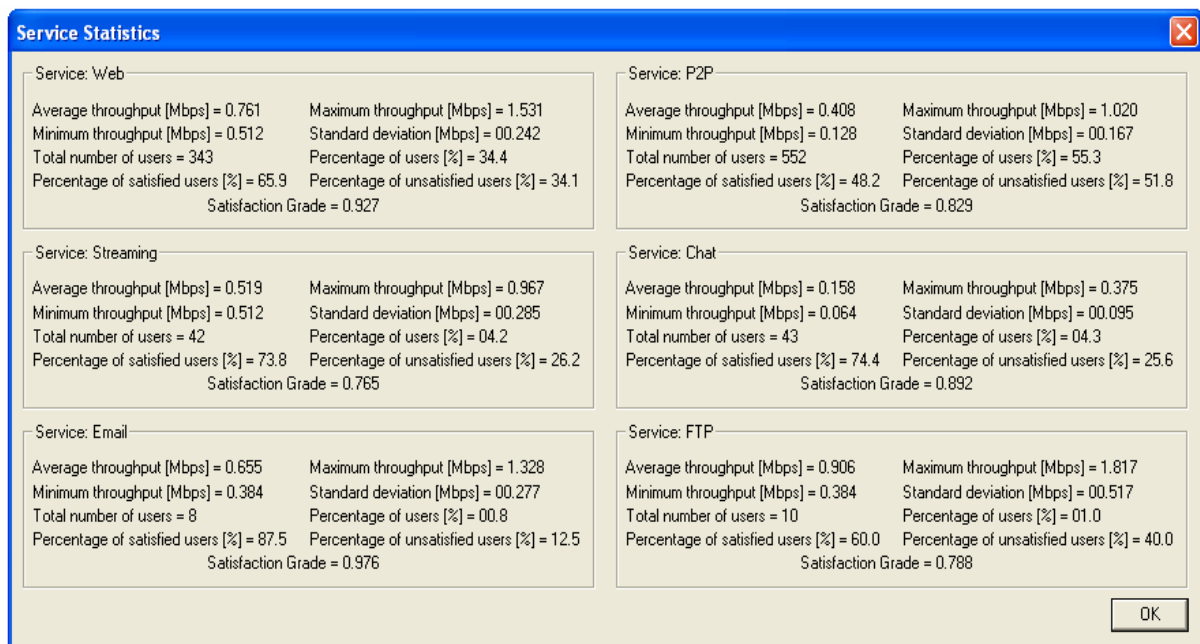 Service Statistics
Service: Web
Average throughput [Mbps] = 0.761 Maximum throughput [Mbps] = 1.531
Minimum throughput [Mbps] = 0.512 Standard deviation [Mbps] = 00.242
Total number of users = 343 Percentage of users [%] = 34.4
Percentage of satisfied users [%] = 65.9 Percentage of unsatisfied users [%] = 34.1
Satisfaction Grade = 0.927
Service: P2P
Average throughput [Mbps] = 0.408 Maximum throughput [Mbps] = 1.020
Minimum throughput [Mbps] = 0.128 Standard deviation [Mbps] = 00.167
Total number of users = 552 Percentage of users [%] = 55.3
Percentage of satisfied users [%] = 48.2 Percentage of unsatisfied users [%] = 51.8
Satisfaction Grade = 0.829
Service: Streaming
Average throughput [Mbps] = 0.519 Maximum throughput [Mbps] = 0.967
Minimum throughput [Mbps] = 0.512 Standard deviation [Mbps] = 00.285
Total number of users = 42 Percentage of users [%] = 04.2
Percentage of satisfied users [%] = 73.8 Percentage of unsatisfied users [%] = 26.2
Satisfaction Grade = 0.765
Service: Chat
Average throughput [Mbps] = 0.158 Maximum throughput [Mbps] = 0.375
Minimum throughput [Mbps] = 0.064 Standard deviation [Mbps] = 00.095
Total number of users = 43 Percentage of users [%] = 04.3
Percentage of satisfied users [%] = 74.4 Percentage of unsatisfied users [%] = 25.6
Satisfaction Grade = 0.892
Service: Email
Average throughput [Mbps] = 0.655 Maximum throughput [Mbps] = 1.328
Minimum throughput [Mbps] = 0.384 Standard deviation [Mbps] = 00.277
Total number of users = 8 Percentage of users [%] = 00.8
Percentage of satisfied users [%] = 87.5 Percentage of unsatisfied users [%] = 12.5
Satisfaction Grade = 0.976
Service: FTP
Average throughput [Mbps] = 0.906 Maximum throughput [Mbps] = 1.817
Minimum throughput [Mbps] = 0.384 Standard deviation [Mbps] = 00.517
Total number of users = 10 Percentage of users [%] = 01.0
Percentage of satisfied users [%] = 60.0 Percentage of unsatisfied users [%] = 40.0
Satisfaction Grade = 0.788
OK